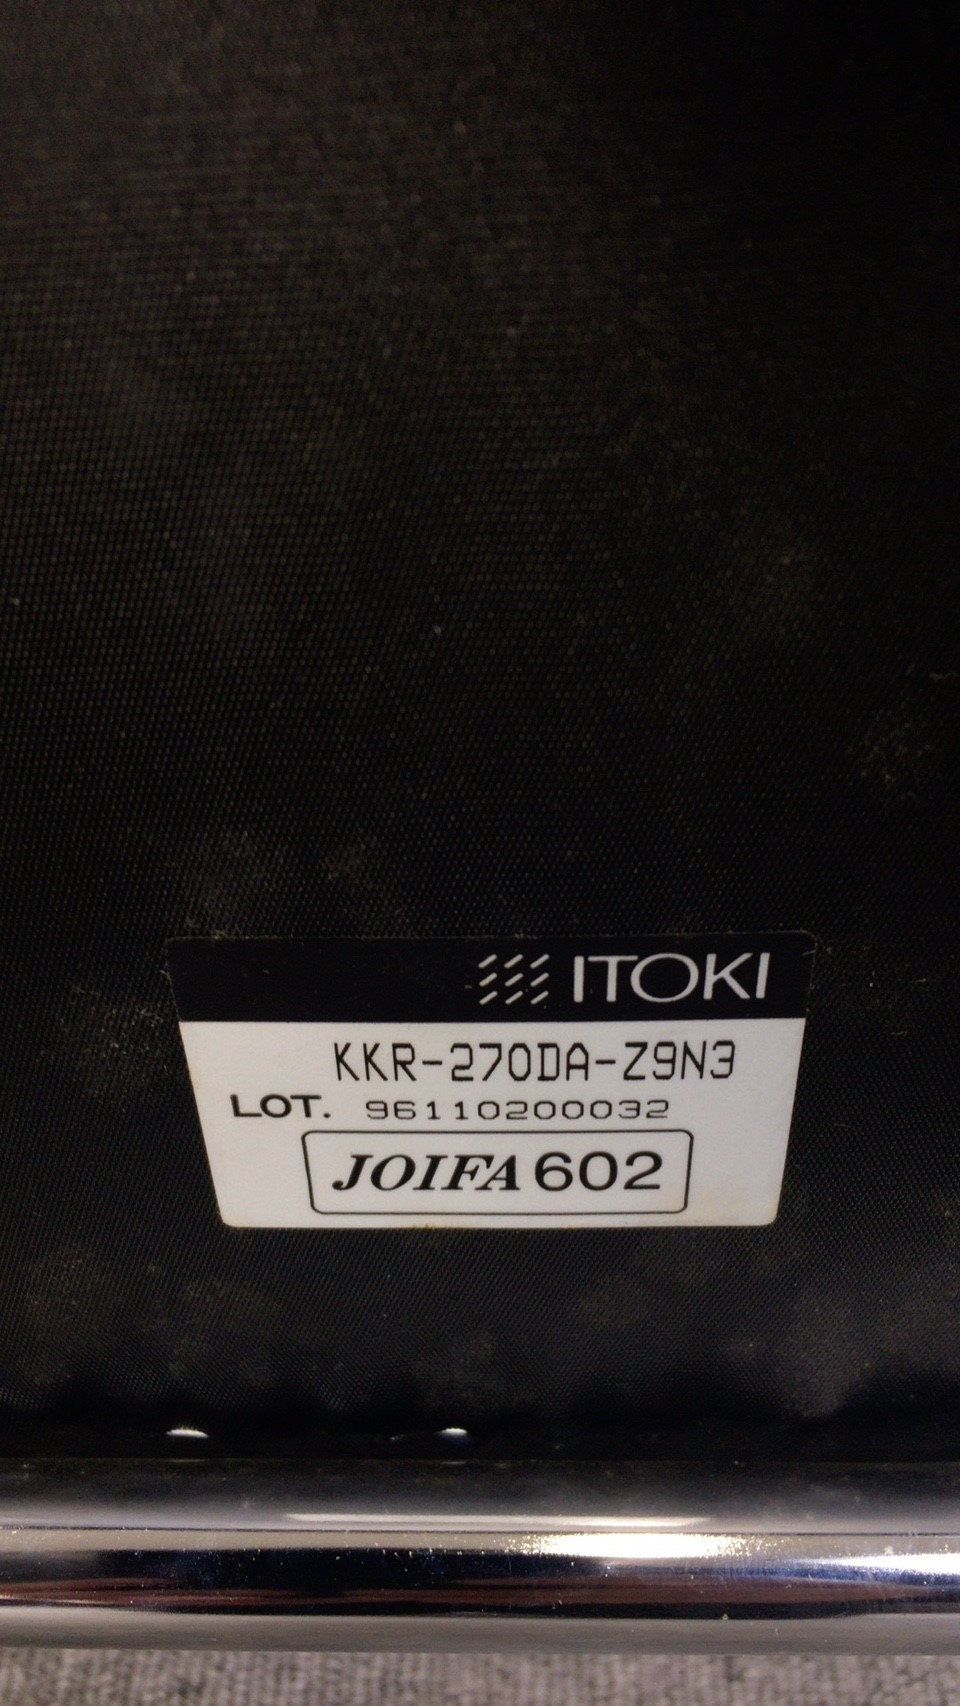 ITOKI
KKR-270DA-Z9N3
LOT. 96110200032
JOIFA 602